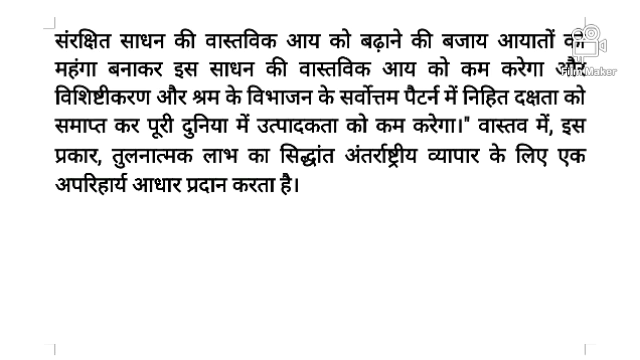 संरक्षित साधन की वास्तविक आय को बढ़ाने की बजाय आयातों को
महंगा बनाकर इस साधन की वास्तविक आय को कम करेगा और
विशिष्टीकरण और श्रम के विभाजन के सर्वोत्तम पैटर्न में निहित दक्षता को
समाप्त कर पूरी दुनिया में उत्पादकता को कम करेगा।" वास्तव में, इस
प्रकार, तुलनात्मक लाभ का सिद्धांत अंतर्राष्ट्रीय व्यापार के लिए एक
अपरिहार्य आधार प्रदान करता है।
Film Maker